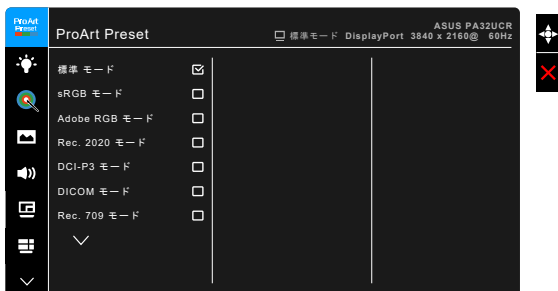 ProArt
Preset
ProArt Preset
ASUS PA32UCR
標準モード DisplayPort 3840 x 2160@ 60Hz
標準 モード
sRGB モード
Adobe RGB モード
Rec. 2020 モード
DCI-P3 モード
DICOM モード
Rec. 709 モード